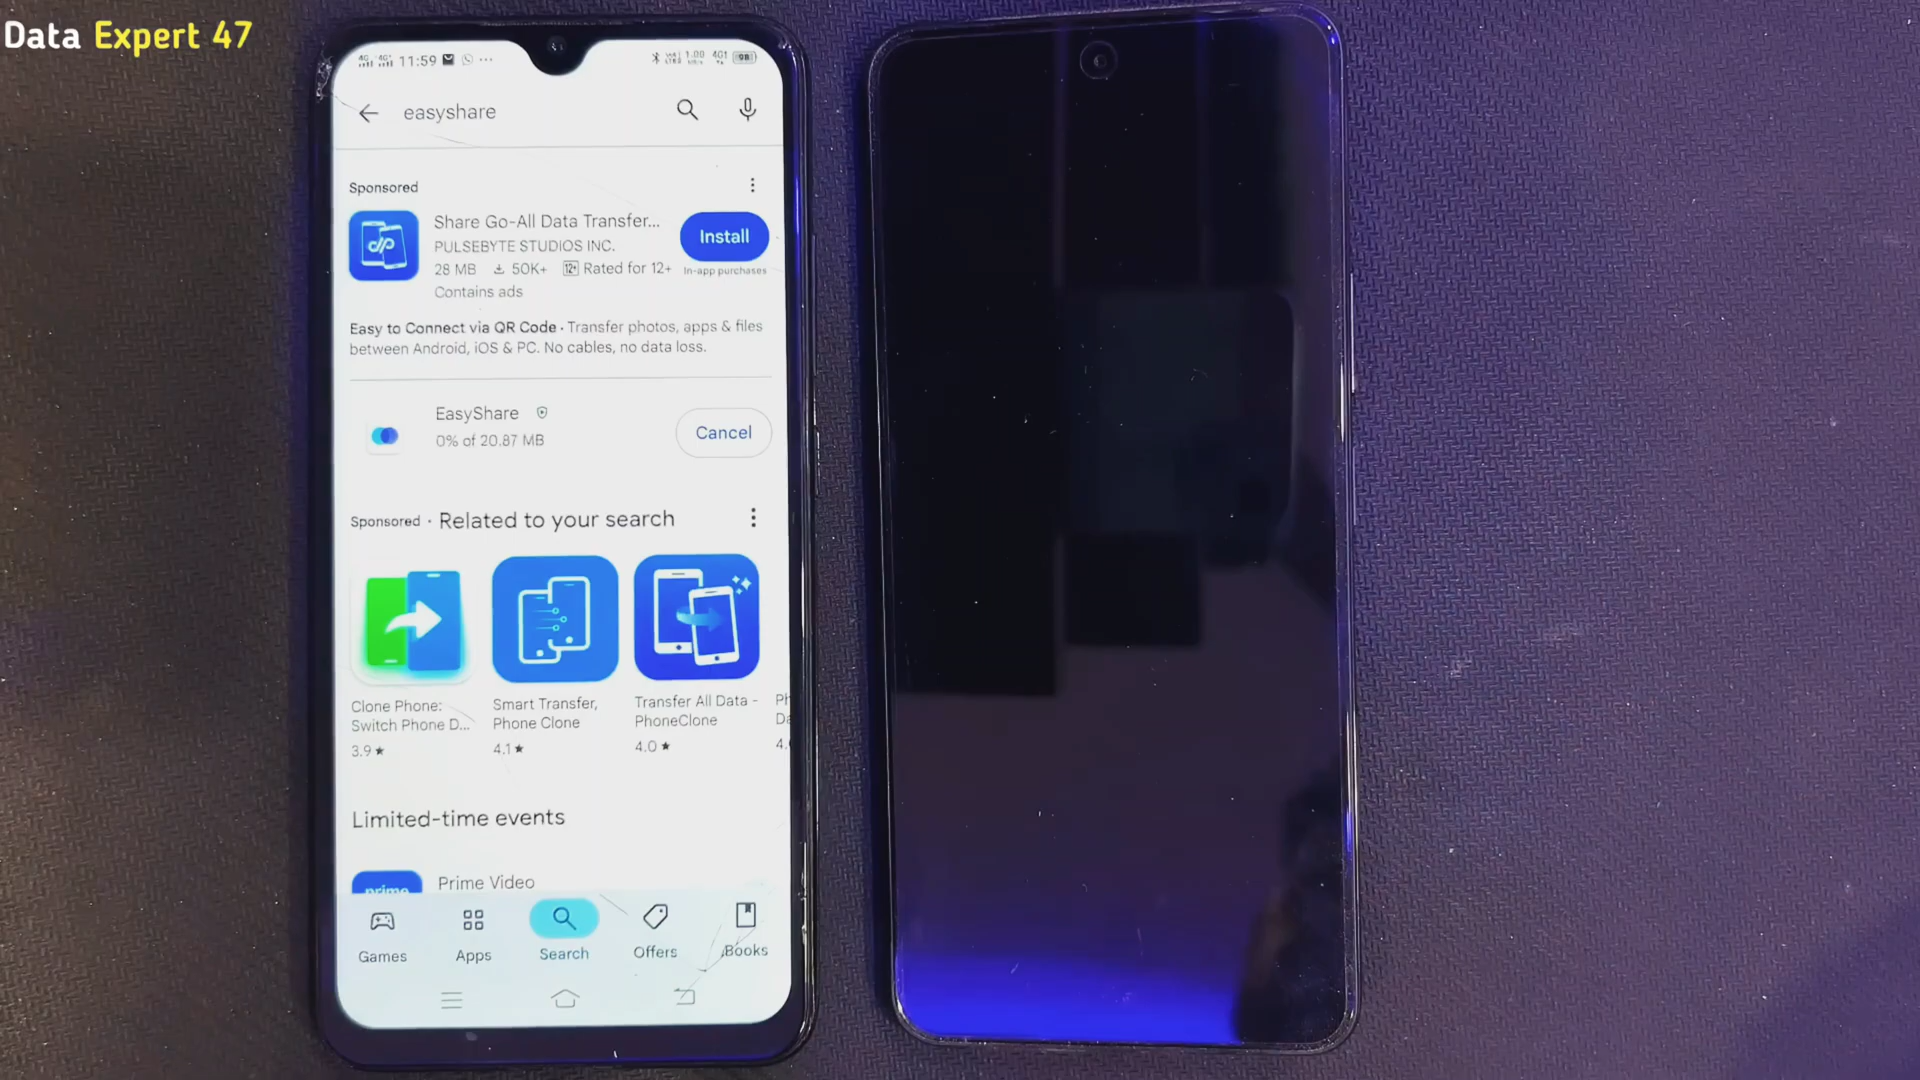 Data Expert 47
11:59
98
easyshare
Sponsored
Share Go-All Data Transfer...
PULSEBYTE STUDIOS INC.
28 MB 50K+ 12+ Rated for 12+
Contains ads
Install
In-app purchases
Easy to Connect via QR Code · Transfer photos, apps & files
between Android, iOS & PC. No cables, no data loss.
EasyShare
0% of 20.87 MB
Cancel
Sponsored · Related to your search
Clone Phone:
Switch Phone D...
3.9 ★
Smart Transfer,
Phone Clone
4.1 ★
Transfer All Data -
PhoneClone
4.0 ★
Limited-time events
prime
Prime Video
Games
Apps
Search
Offers
Books